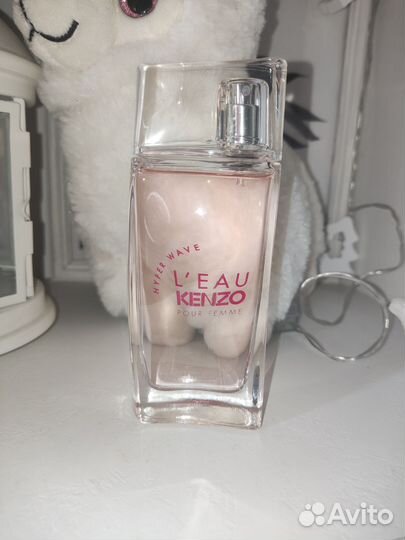 HYPER WAVE
L'EAU
KENZO
POUR FEMME
Avito